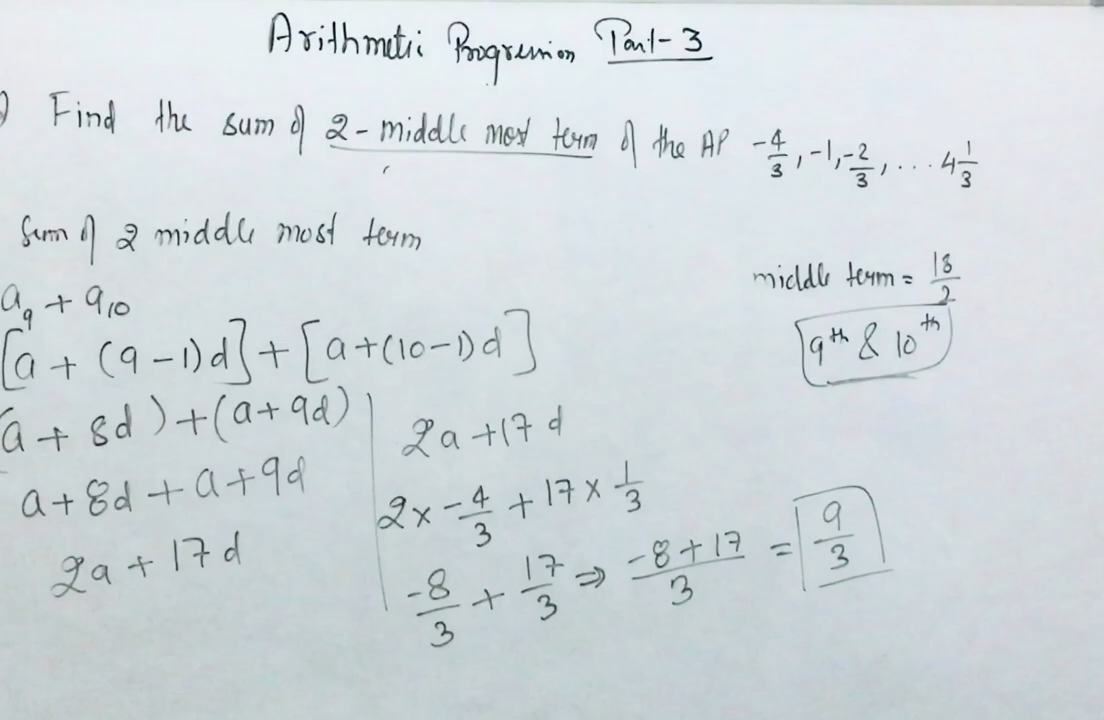 Arithmetic Progression Part-3
Find the sum of 2-middle most term of the AP -4/3, -1, -2/3, ... 4 1/3
Sum of 2 middle most term
middle term = 18/2
9th & 10th
a9 + a10
[a + (9-1)d] + [a+(10-1)d]
(a + 8d) + (a+9d)
a+8d + a+9d
2a + 17d
2a +17d
2x -4/3 + 17 x 1/3
-8/3 + 17/3 ⇒ -8+17/3 = 9/3